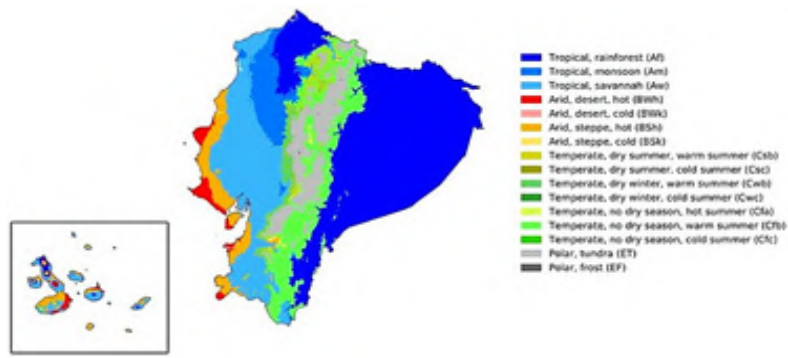 Tropical, rainforest (Af)
Tropical, monsoon (Am)
Tropical, savannah (Aw)
Arid, desert, hot (BWh)
Arid, desert, cold (BWk)
Arid, steppe, hot (BSh)
Arid, steppe, cold (BSk)
Temperate, dry summer, warm summer (Csb)
Temperate, dry summer, cold summer (Csc)
Temperate, dry winter, warm summer (Cwb)
Temperate, dry winter, cold summer (Cwc)
Temperate, no dry season, hot summer (Cfa)
Temperate, no dry season, warm summer (Cfb)
Temperate, no dry season, cold summer (Cfc)
Polar, tundra (ET)
Polar, frost (EF)